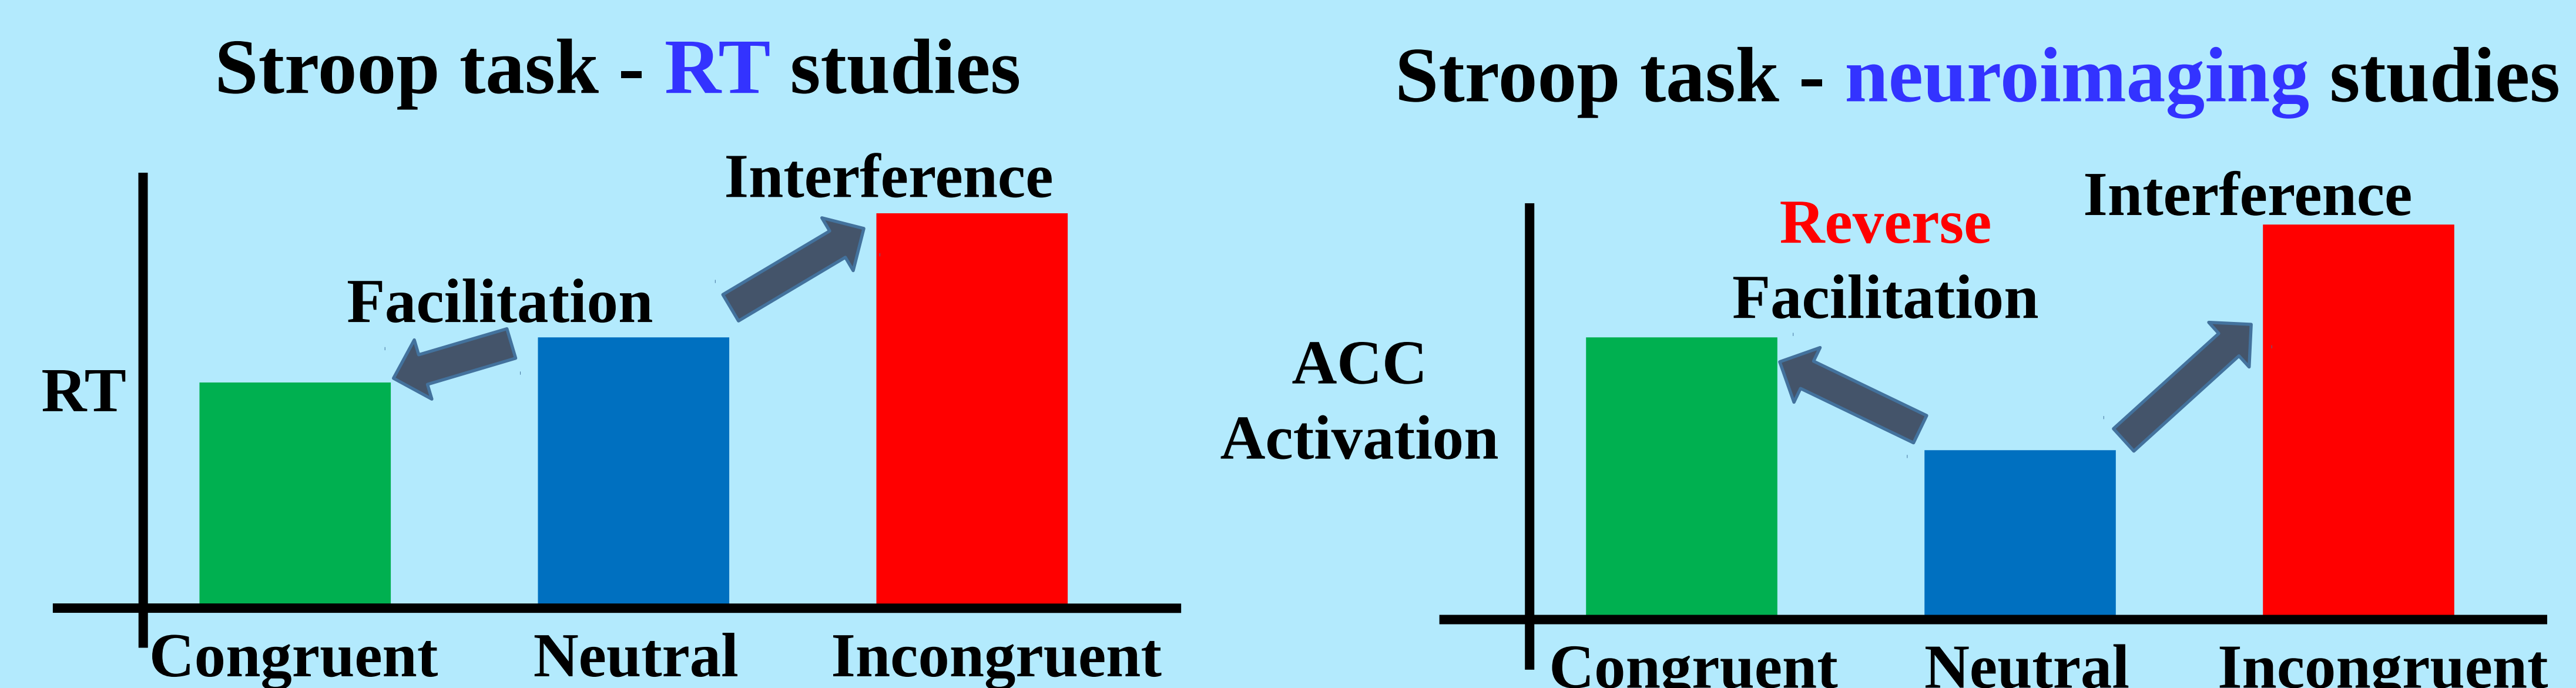 Stroop task - RT studies
Interference
Facilitation
RT
Congruent Neutral Incongruent
Stroop task - neuroimaging studies
Interference
Reverse
Facilitation
ACC
Activation
Congruent Neutral Incongruent